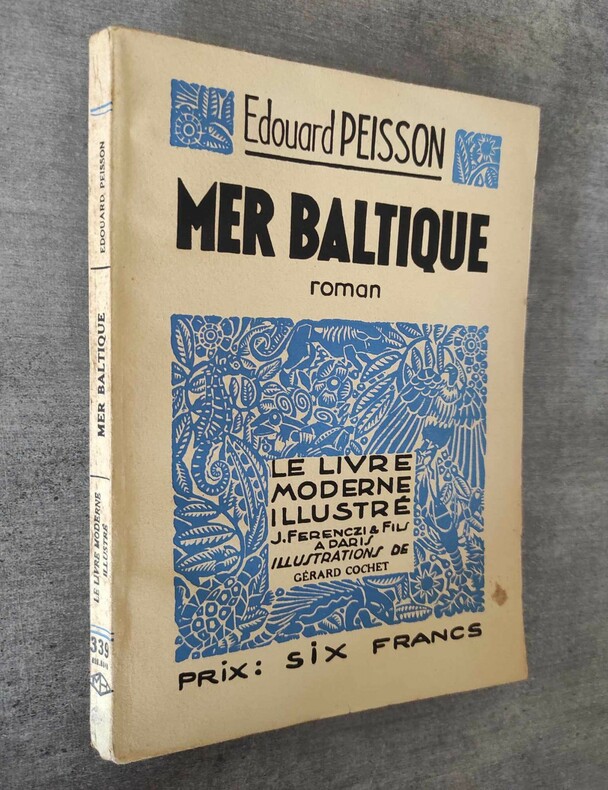 Edouard PEISSON
MER BALTIQUE
roman
LE LIVRE
MODERNE
ILLUSTRÉ
J. FERENCZI & FILS
A PARIS
ILLUSTRATIONS DE
GÉRARD COCHET
PRIX: SIX FRANCS
EDOUARD PEISSON
MER BALTIQUE
LE LIVRE MODERNE
ILLUSTRÉ
339